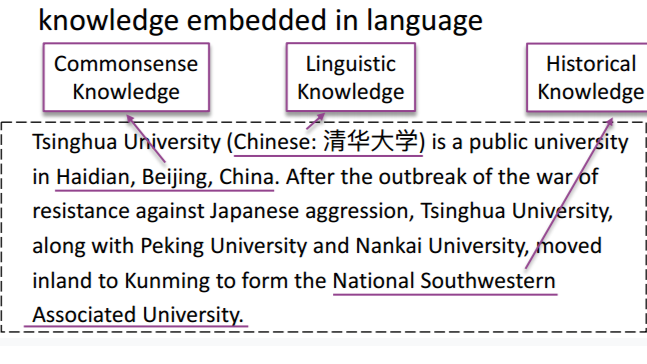 knowledge embedded in language
Commonsense Knowledge
Linguistic Knowledge
Historical Knowledge
Tsinghua University (Chinese: 清华大学) is a public university
in Haidian, Beijing, China. After the outbreak of the war of
resistance against Japanese aggression, Tsinghua University,
along with Peking University and Nankai University, moved
inland to Kunming to form the National Southwestern
Associated University.